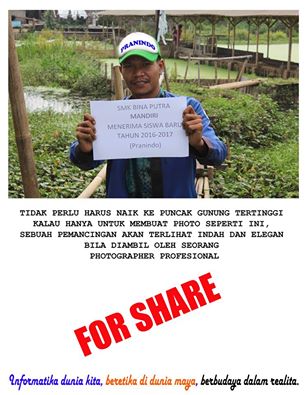 PRANINDO
SMK BINA PUTRA
MANDIRI
MENERIMA SISWA BARU
TAHUN 2016-2017
(Pranindo)
TIDAK PERLU HARUS NAIK KE PUNCAK GUNUNG TERTINGGI
KALAU HANYA UNTUK MEMBUAT PHOTO SEPERTI INI,
SEBUAH PEMANCINGAN AKAN TERLIHAT INDAH DAN ELEGAN
BILA DIAMBIL OLEH SEORANG
PHOTOGRAPHER PROFESIONAL
FOR SHARE
Informatika dunia kita, beretika di dunia maya, berbudaya dalam realita.